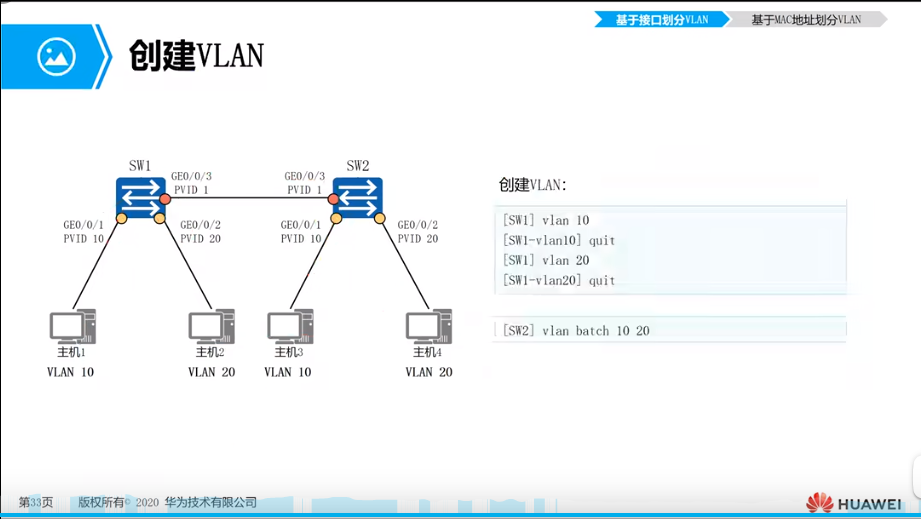 基于接口划分VLAN
基于MAC地址划分VLAN
创建VLAN
SW1
SW2
GE0/0/3
PVID 1
GE0/0/3
PVID 1
GE0/0/1
PVID 10
GE0/0/2
PVID 20
GE0/0/1
PVID 10
GE0/0/2
PVID 20
主机1
VLAN 10
主机2
VLAN 20
主机3
VLAN 10
主机4
VLAN 20
创建VLAN:
[SW1] vlan 10
[SW1-vlan10] quit
[SW1] vlan 20
[SW1-vlan20] quit
[SW2] vlan batch 10 20
第33页
版权所有© 2020 华为技术有限公司
HUAWEI